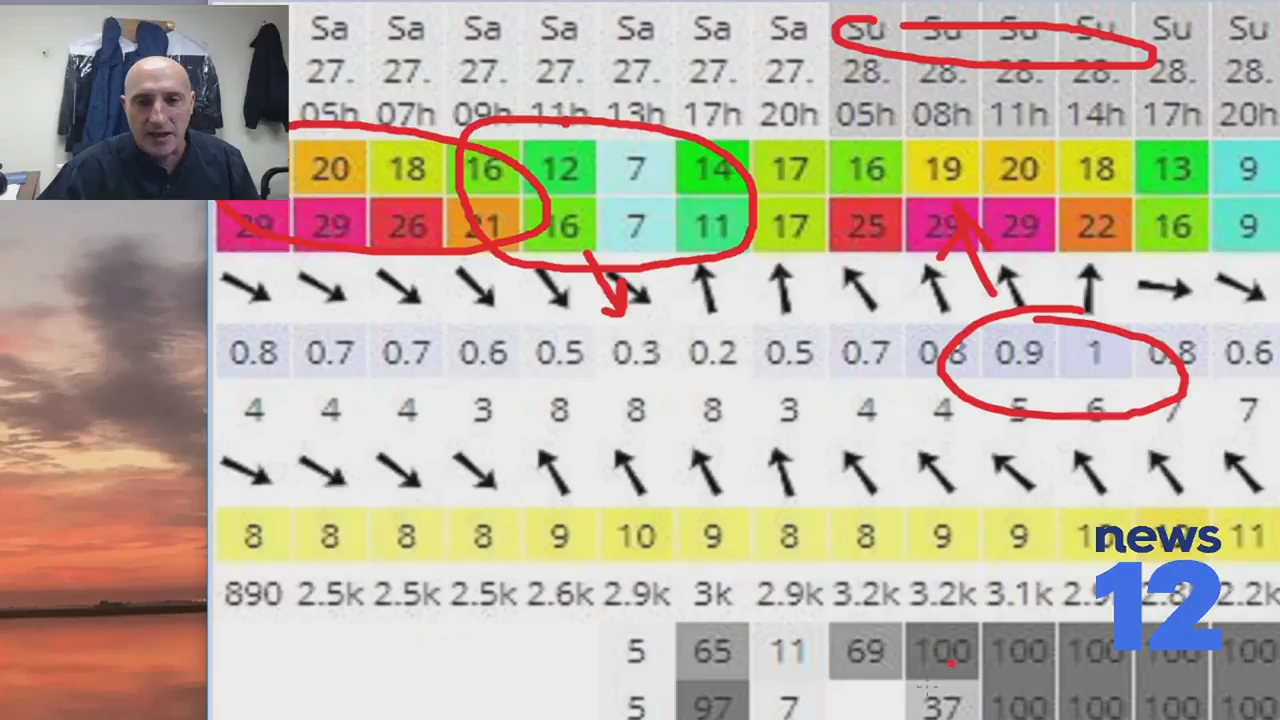 Sa Sa Sa Sa Sa Sa Sa Su Su Su Su Su Su
27. 27. 27. 27. 27. 27. 27. 28. 28. 28. 28. 28. 28.
05h 07h 09h 11h 13h 17h 20h 05h 08h 11h 14h 17h 20h
20 18 16 12 7 14 17 16 19 20 18 13 9
29 29 26 21 16 7 11 17 25 29 29 22 16 9
0.8 0.7 0.7 0.6 0.5 0.3 0.2 0.5 0.7 0.8 0.9 1 0.8 0.6
4 4 4 3 8 8 8 3 4 4 5 6 7 7
8 8 8 8 9 10 9 8 8 9 9 11
890 2.5k 2.5k 2.5k 2.6k 2.9k 3k 2.9k 3.2k 3.2k 3.1k 2.2k
5 65 11 69 100 100 100 100 100
5 97 7 37 100 100 100 100
news
12